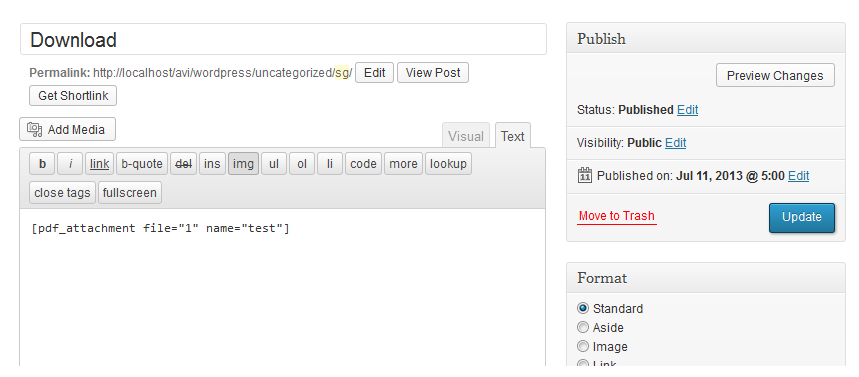 Download
Permalink: http://localhost/avi/wordpress/uncategorized/sg/ Edit View Post
Get Shortlink
Add Media
Visual Text
b i link b-quote del ins img ul ol li code more lookup
close tags fullscreen
[pdf_attachment file="1" name="test"]
Publish
Preview Changes
Status: Published Edit
Visibility: Public Edit
11 Published on: Jul 11, 2013 @ 5:00 Edit
Move to Trash Update
Format
Standard
Aside
Image
Link